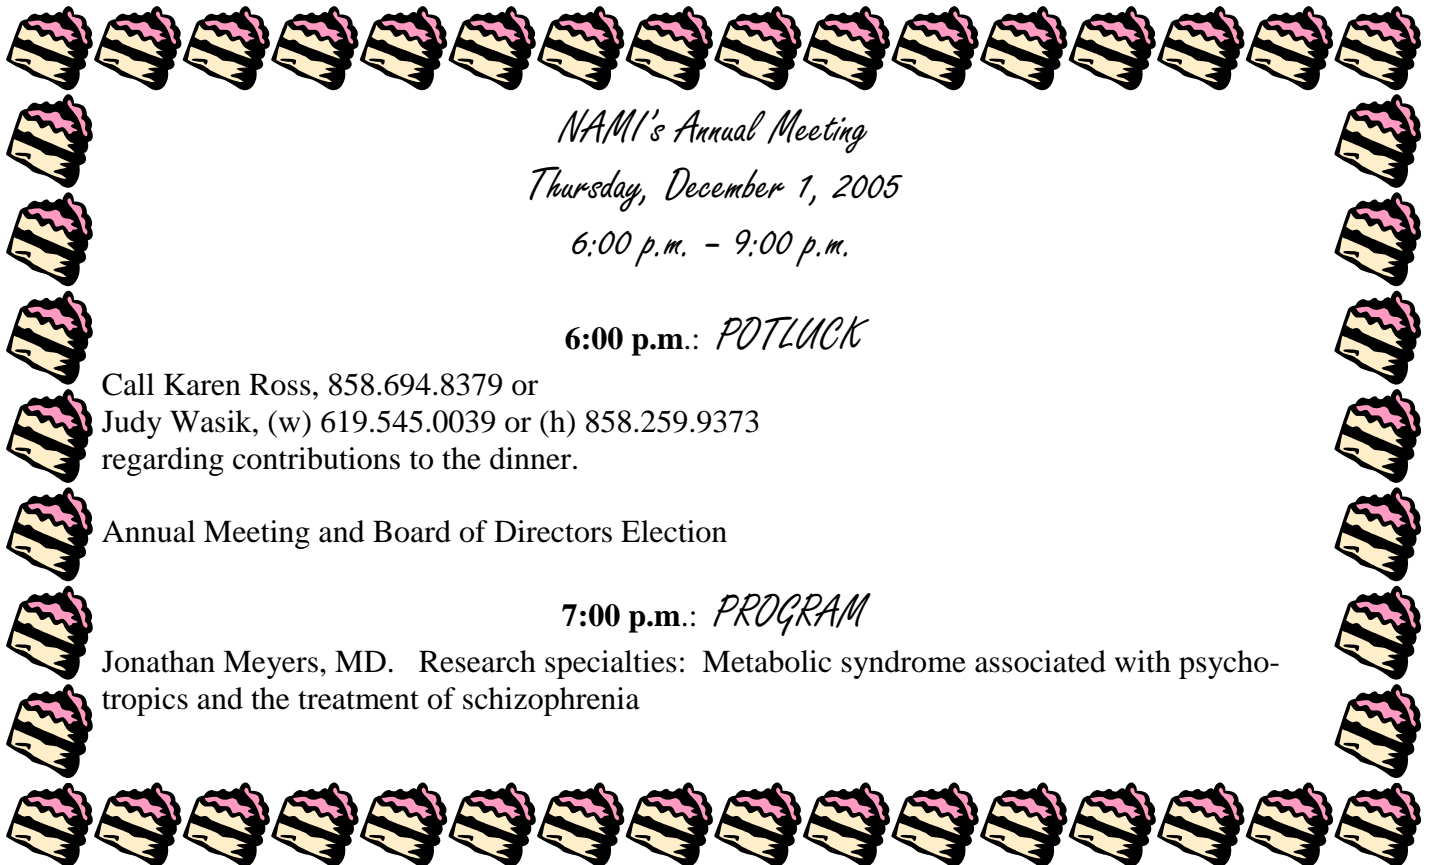 NAMI's Annual Meeting
Thursday, December 1, 2005
6:00 p.m. – 9:00 p.m.
6:00 p.m.: POTLUCK
Call Karen Ross, 858.694.8379 or
Judy Wasik, (w) 619.545.0039 or (h) 858.259.9373
regarding contributions to the dinner.
Annual Meeting and Board of Directors Election
7:00 p.m.: PROGRAM
Jonathan Meyers, MD.   Research specialties:  Metabolic syndrome associated with psycho-
tropics and the treatment of schizophrenia